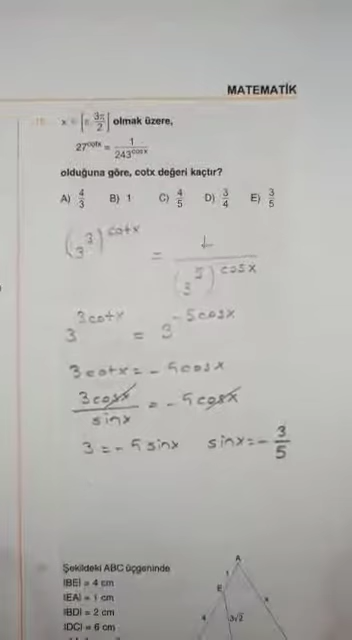 MATEMATİK
x ∈ [π, 3π/2] olmak üzere,
27^cotx = 1/243^cosx
olduğuna göre, cotx değeri kaçtır?
A) 4/3 B) 1 C) 4/5 D) 3/4 E) 3/5
(3^3)^cotx = 1/(3^5)^cosx
3^3cotx = 3^-5cosx
3cotx = -5cosx
3cosx/sinx = -5cosx
3 = -5sinx sinx = -3/5
Şekildeki ABC üçgeninde
|BE| = 4 cm
|EA| = 1 cm
|BD| = 2 cm
|DC| = 6 cm
A
1
E
x
4
3√2